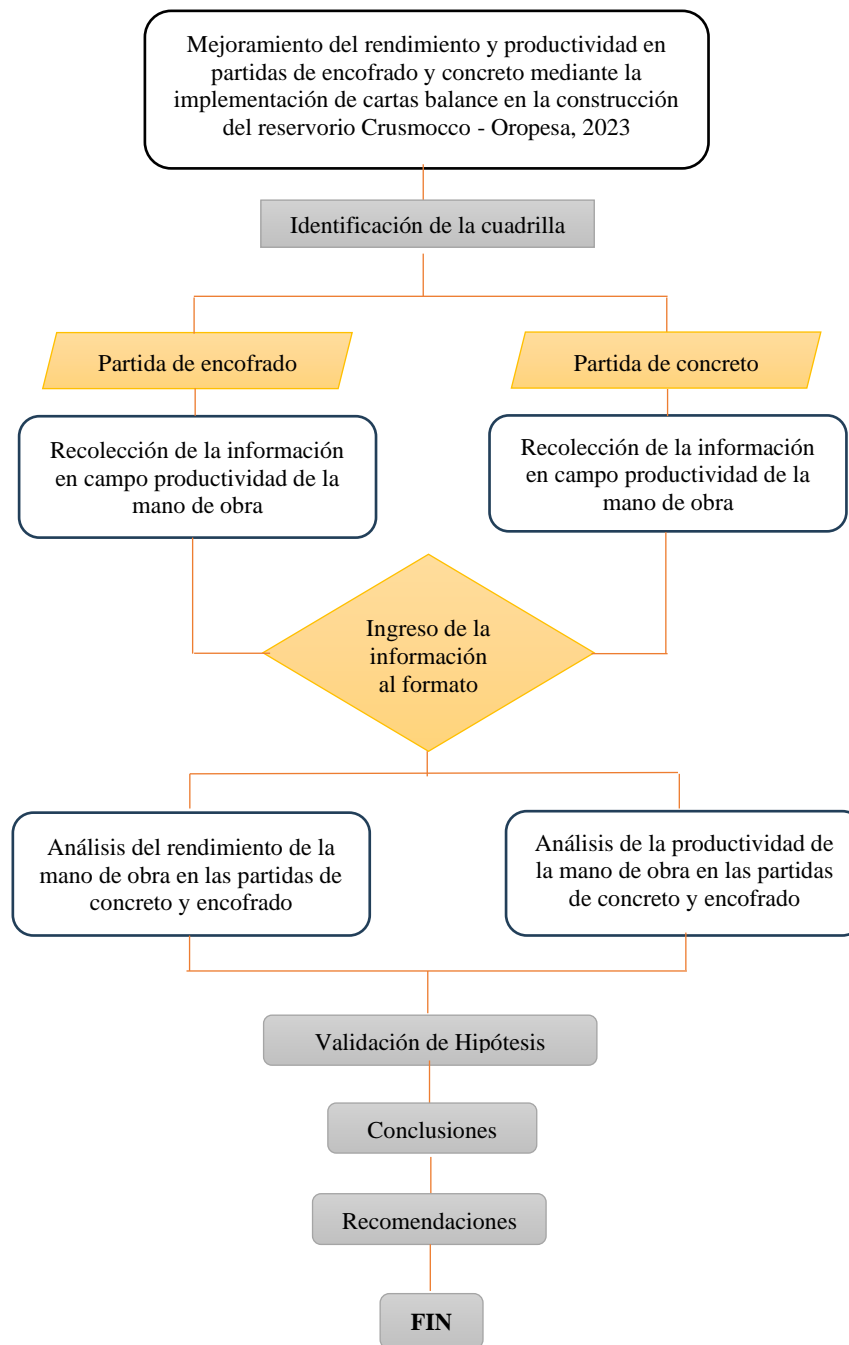 Mejoramiento del rendimiento y productividad en
partidas de encofrado y concreto mediante la
implementación de cartas balance en la construcción
del reservorio Crusmocco - Oropesa, 2023
Identificación de la cuadrilla
Partida de encofrado
Partida de concreto
Recolección de la información
en campo productividad de la
mano de obra
Recolección de la información
en campo productividad de la
mano de obra
Ingreso de la
información
al formato
Análisis del rendimiento de la
mano de obra en las partidas de
concreto y encofrado
Análisis de la productividad de
la mano de obra en las partidas
de concreto y encofrado
Validación de Hipótesis
Conclusiones
Recomendaciones
FIN